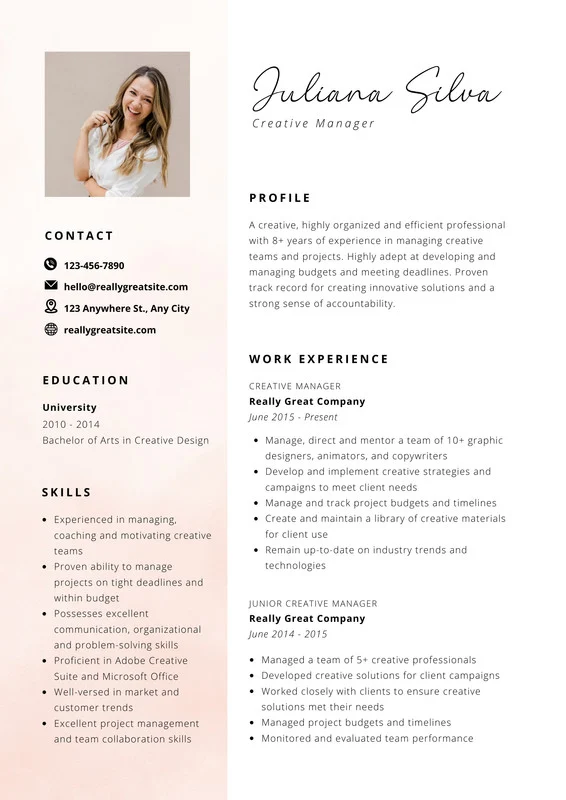 Juliana Silva
Creative Manager
CONTACT
123-456-7890
hello@reallygreatsite.com
123 Anywhere St., Any City
reallygreatsite.com
EDUCATION
University
2010 - 2014
Bachelor of Arts in Creative Design
SKILLS
Experienced in managing,
coaching and motivating creative
teams
Proven ability to manage
projects on tight deadlines and
within budget
Possesses excellent
communication, organizational
and problem-solving skills
Proficient in Adobe Creative
Suite and Microsoft Office
Well-versed in market and
customer trends
Excellent project management
and team collaboration skills
PROFILE
A creative, highly organized and efficient professional
with 8+ years of experience in managing creative
teams and projects. Highly adept at developing and
managing budgets and meeting deadlines. Proven
track record for creating innovative solutions and a
strong sense of accountability.
WORK EXPERIENCE
CREATIVE MANAGER
Really Great Company
June 2015 - Present
Manage, direct and mentor a team of 10+ graphic
designers, animators, and copywriters
Develop and implement creative strategies and
campaigns to meet client needs
Manage and track project budgets and timelines
Create and maintain a library of creative materials
for client use
Remain up-to-date on industry trends and
technologies
JUNIOR CREATIVE MANAGER
Really Great Company
June 2014 - 2015
Managed a team of 5+ creative professionals
Developed creative solutions for client campaigns
Worked closely with clients to ensure creative
solutions met their needs
Managed project budgets and timelines
Monitored and evaluated team performance